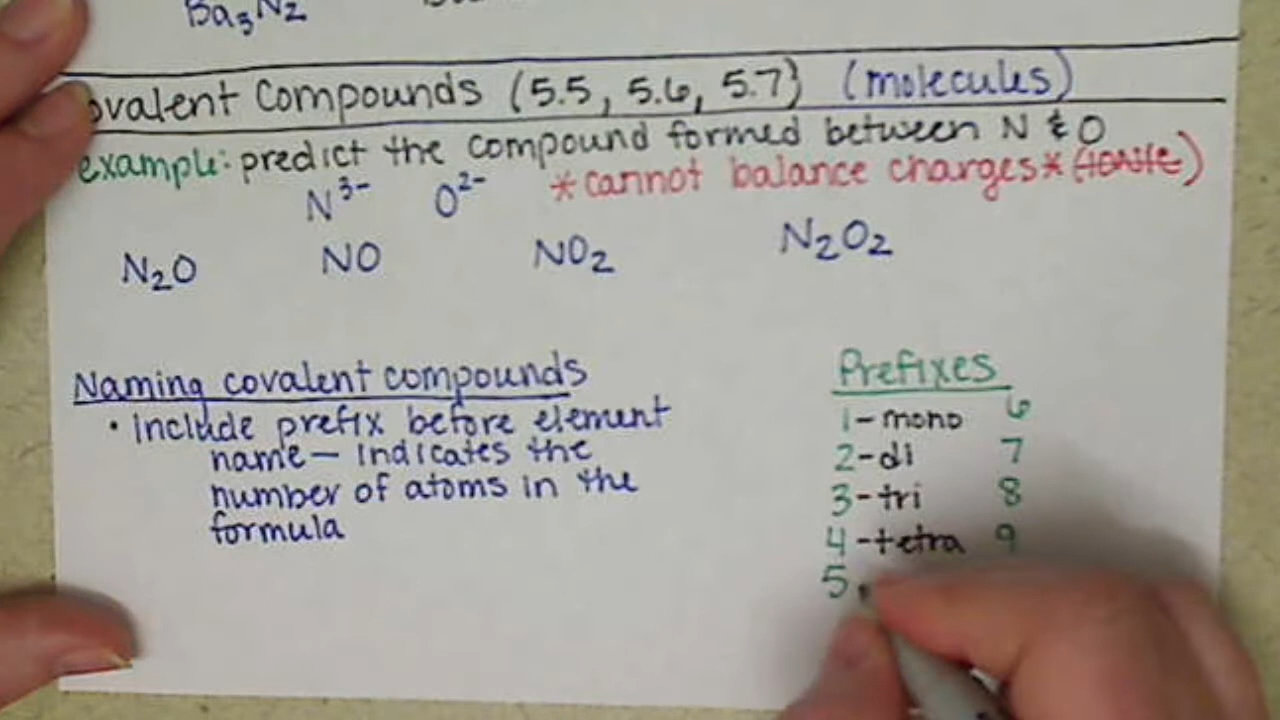 Ba3N2
ovalent Compounds (5.5, 5.6, 5.7) (molecules)
example: predict the compound formed between N & O
N3- O2- *cannot balance charges* (ionic)
N2O NO NO2 N2O2
Naming covalent compounds
• include prefix before element
name— indicates the
number of atoms in the
formula
Prefixes
1-mono 6
2-di 7
3-tri 8
4-tetra 9
5